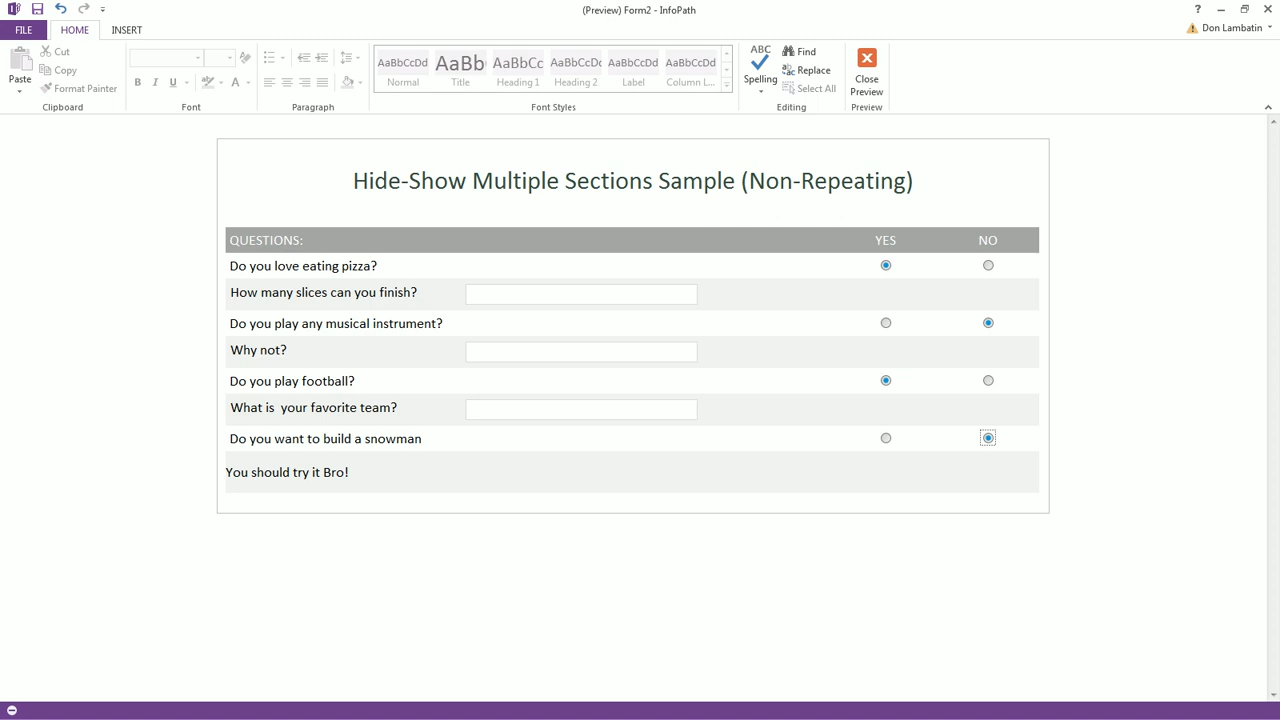 (Preview) Form2 - InfoPath
?
FILE HOME INSERT
Don Lambatin
Paste
Cut
Copy
Format Painter
Clipboard
B I U A
Font
Paragraph
AaBbCcDd AaBb AaBbCc AaBbCcDc AaBbCcDd AaBbCcDd
Normal Title Heading 1 Heading 2 Label Column L...
Font Styles
ABC
Spelling
Find
Replace
Select All
Editing
Close
Preview
Preview
Hide-Show Multiple Sections Sample (Non-Repeating)
QUESTIONS: YES NO
Do you love eating pizza?
How many slices can you finish?
Do you play any musical instrument?
Why not?
Do you play football?
What is  your favorite team?
Do you want to build a snowman
You should try it Bro!